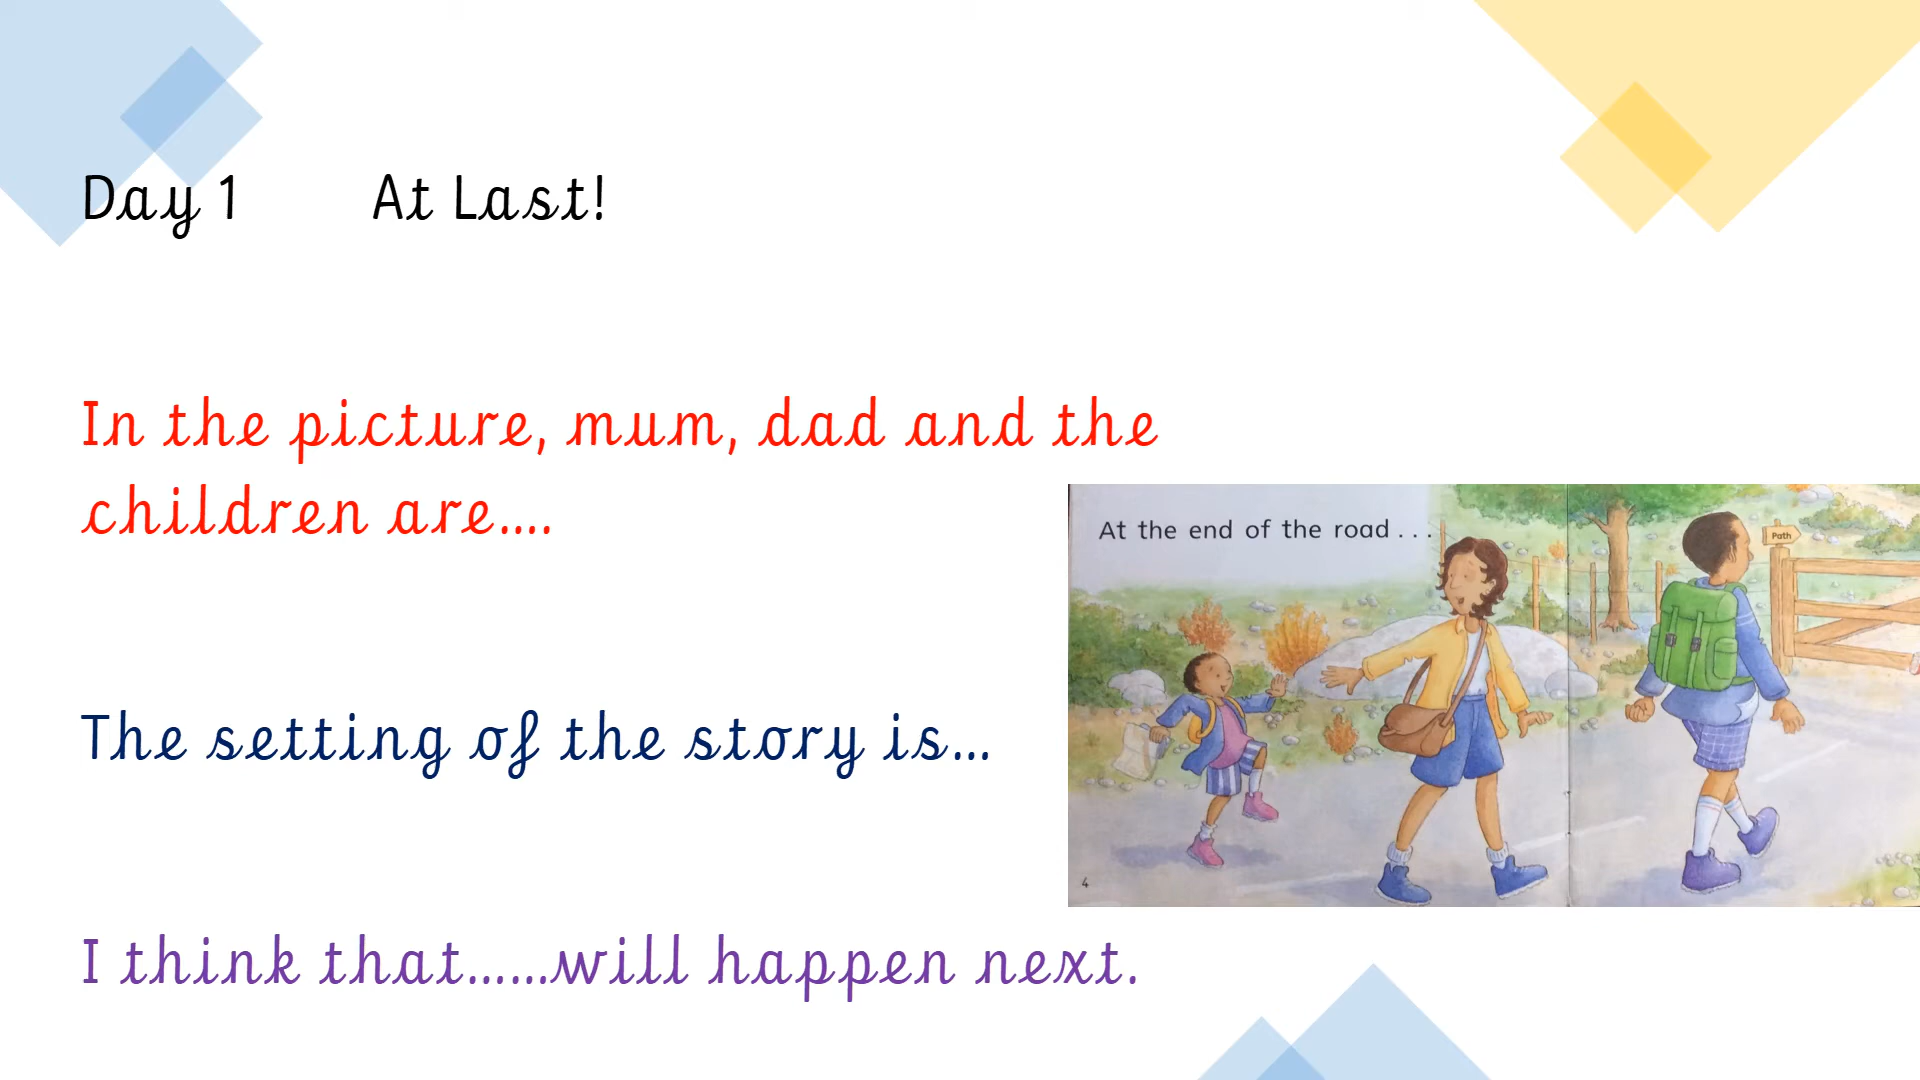 Day 1 At Last!
In the picture, mum, dad and the
children are....
At the end of the road . . .
Path
The setting of the story is...
4
I think that......will happen next.